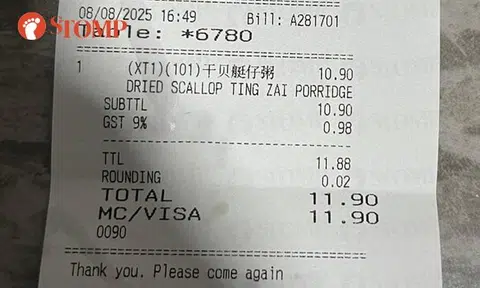 STOMP
08/08/2025 16:49 Bill: A281701
Table: *6780
1 (XT1)(101)干贝艇仔粥 10.90
DRIED SCALLOP TING ZAI PORRIDGE
SUBTTL 10.90
GST 9% 0.98
TTL 11.88
ROUNDING 0.02
TOTAL 11.90
MC/VISA 11.90
0090
Thank you. Please come again